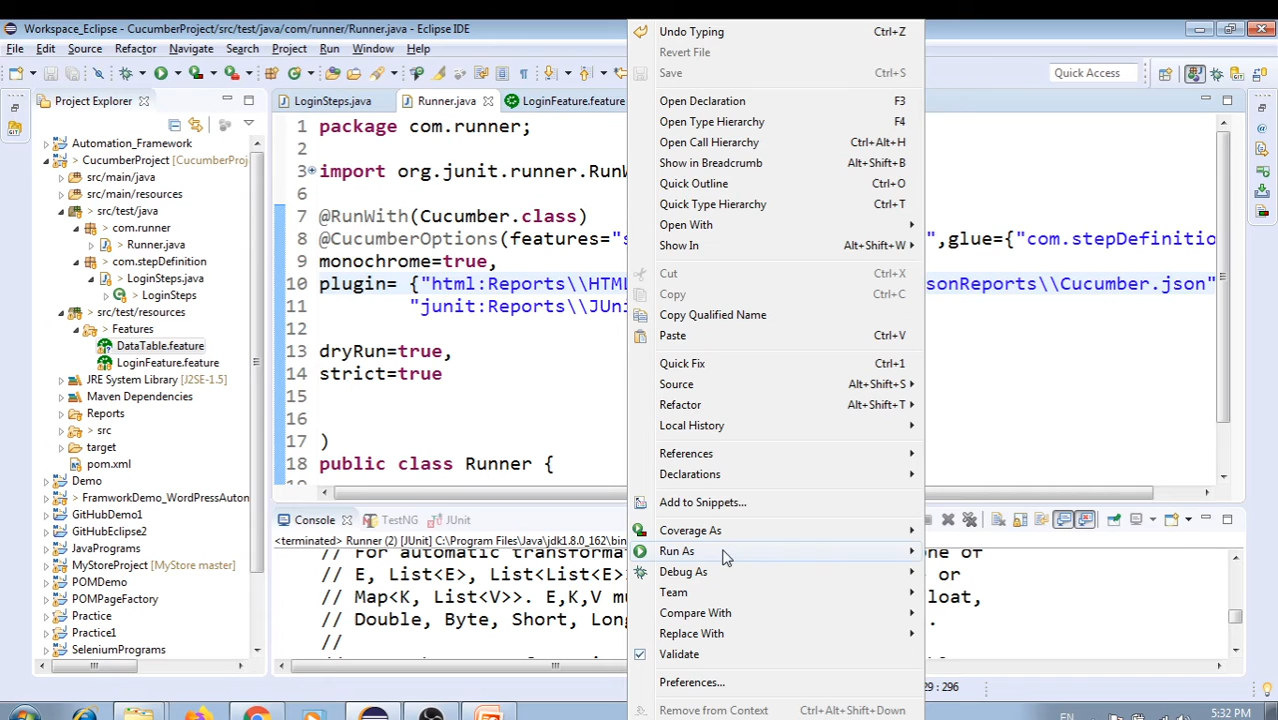 Workspace_Eclipse - CucumberProject/src/test/java/com/runner/Runner.java - Eclipse IDE
File Edit Source Refactor Navigate Search Project Run Window Help
Quick Access
Project Explorer
Automation_Framework
CucumberProject [CucumberProj
src/main/java
src/main/resources
src/test/java
com.runner
Runner.java
com.stepDefinition
LoginSteps.java
LoginSteps
src/test/resources
Features
DataTable.feature
LoginFeature.feature
JRE System Library [J2SE-1.5]
Maven Dependencies
Reports
src
target
pom.xml
Demo
FramworkDemo_WordPressAuton
GitHubDemo1
GitHubEclipse2
JavaPrograms
MyStoreProject [MyStore master]
POMDemo
POMPageFactory
Practice
Practice1
SeleniumPrograms
LoginSteps.java Runner.java LoginFeature.feature
1 package com.runner;
2
3 import org.junit.runner.RunW
6
7 @RunWith(Cucumber.class)
8 @CucumberOptions(features="s ",glue={"com.stepDefinitio
9 monochrome=true,
10 plugin= {"html:Reports\\HTM sonReports\\Cucumber.json"
11 "junit:Reports\\JUni
12
13 dryRun=true,
14 strict=true
15
16
17 )
18 public class Runner {
Console TestNG JUnit
<terminated> Runner (2) [JUnit] C:\Program Files\Java\jdk1.8.0_162\bin
// For automatic transforma one of
// E, List<E>, List<List<E> or
// Map<K, List<V>>. E,K,V mu loat,
// Double, Byte, Short, Lon .
//
Undo Typing Ctrl+Z
Revert File
Save Ctrl+S
Open Declaration F3
Open Type Hierarchy F4
Open Call Hierarchy Ctrl+Alt+H
Show in Breadcrumb Alt+Shift+B
Quick Outline Ctrl+O
Quick Type Hierarchy Ctrl+T
Open With
Show In Alt+Shift+W
Cut Ctrl+X
Copy Ctrl+C
Copy Qualified Name
Paste Ctrl+V
Quick Fix Ctrl+1
Source Alt+Shift+S
Refactor Alt+Shift+T
Local History
References
Declarations
Add to Snippets...
Coverage As
Run As
Debug As
Team
Compare With
Replace With
Validate
Preferences...
Remove from Context Ctrl+Alt+Shift+Down
29 : 296
EN
5:32 PM